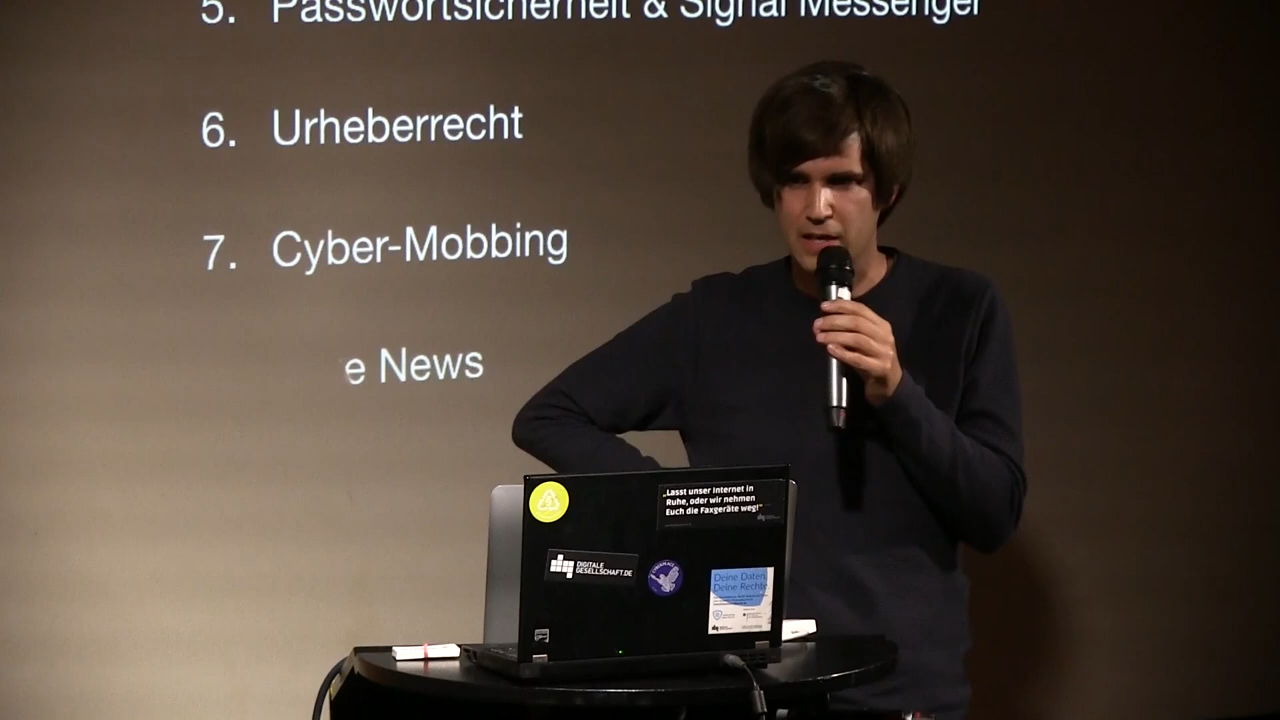 5. Passwortsicherheit & Signal Messenger
6. Urheberrecht
7. Cyber-Mobbing
e News
„Lasst unser Internet in
Ruhe, oder wir nehmen
Euch die Faxgeräte weg!“
DIGITALE
GESELLSCHAFT.DE
Deine Daten.
Deine Rechte.